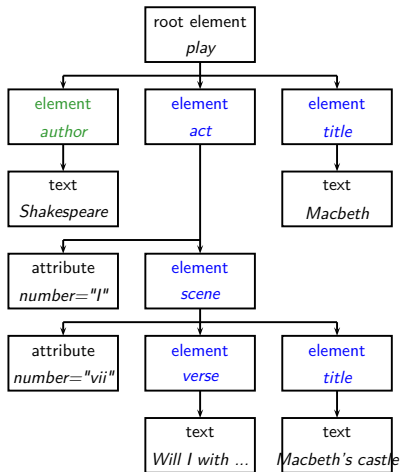 root element
play
element
author
element
act
element
title
text
Shakespeare
text
Macbeth
attribute
number="I"
element
scene
attribute
number="vii"
element
verse
element
title
text
Will I with ...
text
Macbeth's castle